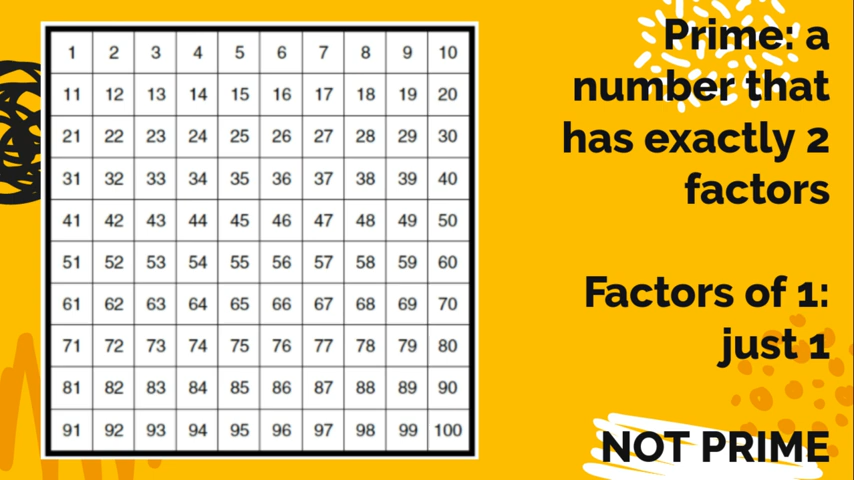 1 2 3 4 5 6 7 8 9 10
11 12 13 14 15 16 17 18 19 20
21 22 23 24 25 26 27 28 29 30
31 32 33 34 35 36 37 38 39 40
41 42 43 44 45 46 47 48 49 50
51 52 53 54 55 56 57 58 59 60
61 62 63 64 65 66 67 68 69 70
71 72 73 74 75 76 77 78 79 80
81 82 83 84 85 86 87 88 89 90
91 92 93 94 95 96 97 98 99 100
Prime: a
number that
has exactly 2
factors
Factors of 1:
just 1
NOT PRIME